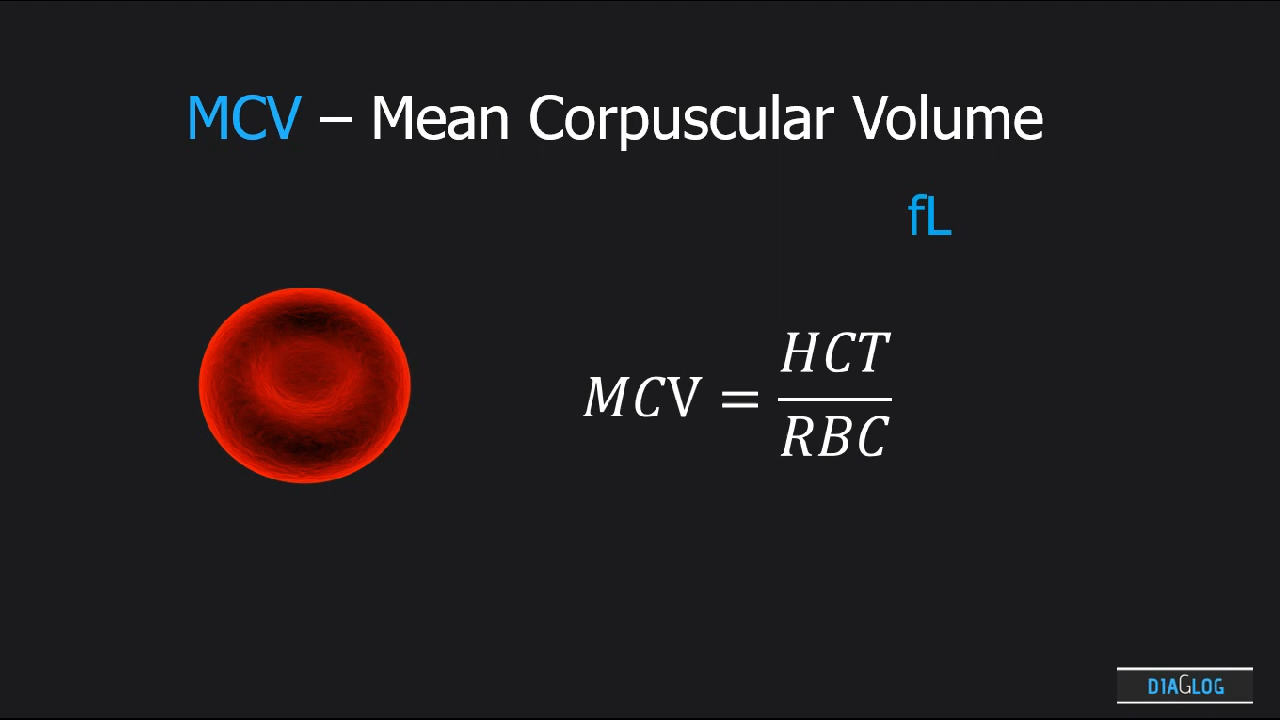 MCV – Mean Corpuscular Volume
fL
MCV = HCT / RBC
DIAGLOG